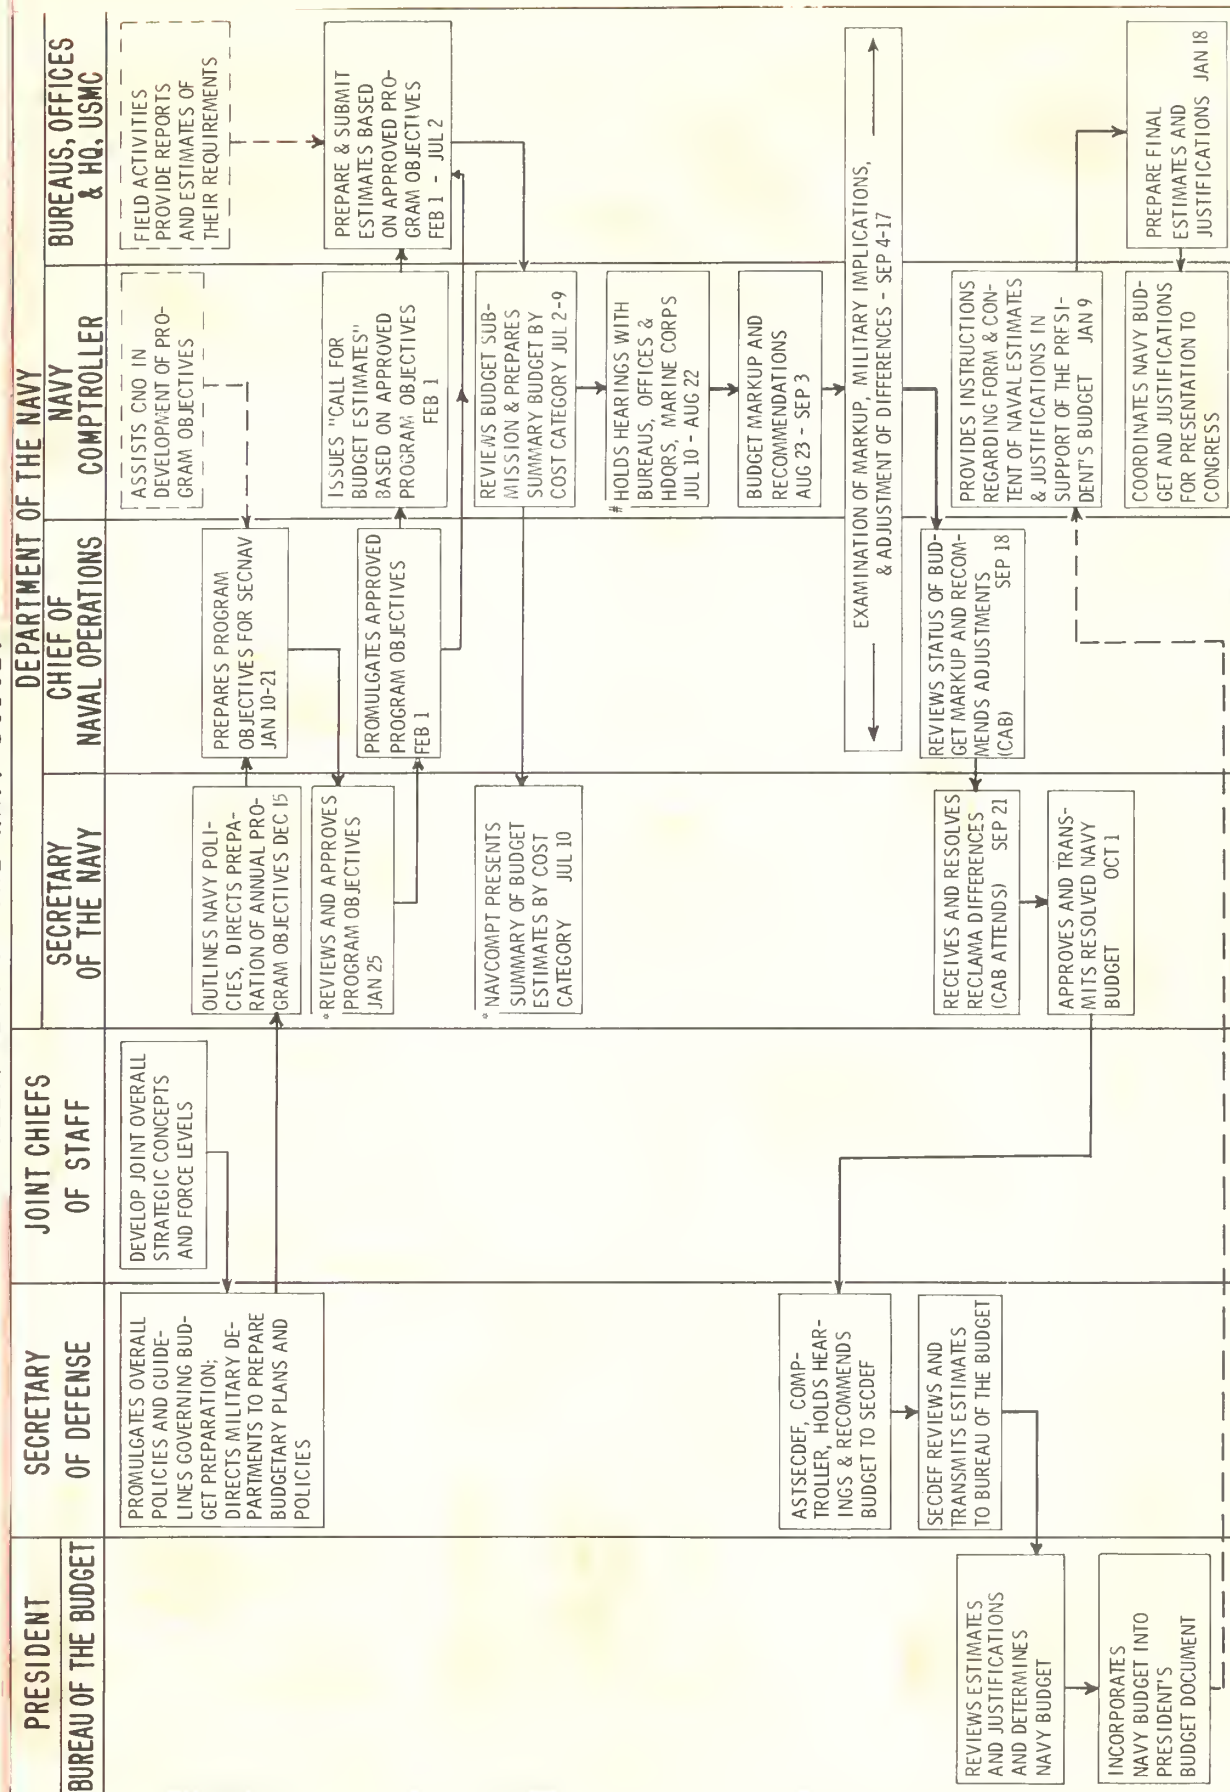 PRESIDENT
BUREAU OF THE BUDGET
SECRETARY
OF DEFENSE
JOINT CHIEFS
OF STAFF
DEPARTMENT OF THE NAVY
SECRETARY
OF THE NAVY
CHIEF OF
NAVAL OPERATIONS
NAVY
COMPTROLLER
BUREAUS, OFFICES
& HQ, USMC
PROMULGATES OVERALL
POLICIES AND GUIDE-
LINES GOVERNING BUD-
GET PREPARATION;
DIRECTS MILITARY DE-
PARTMENTS TO PREPARE
BUDGETARY PLANS AND
POLICIES
DEVELOP JOINT OVERALL
STRATEGIC CONCEPTS
AND FORCE LEVELS
OUTLINES NAVY POLI-
CIES, DIRECTS PREPA-
RATION OF ANNUAL PRO-
GRAM OBJECTIVES DEC 15
PREPARES PROGRAM
OBJECTIVES FOR SECNAV
JAN 10-21
ASSISTS CNO IN
DEVELOPMENT OF PRO-
GRAM OBJECTIVES
FIELD ACTIVITIES
PROVIDE REPORTS
AND ESTIMATES OF
THEIR REQUIREMENTS
* REVIEWS AND APPROVES
PROGRAM OBJECTIVES
JAN 25
PROMULGATES APPROVED
PROGRAM OBJECTIVES
FEB 1
ISSUES "CALL FOR
BUDGET ESTIMATES"
BASED ON APPROVED
PROGRAM OBJECTIVES
FEB 1
PREPARE & SUBMIT
ESTIMATES BASED
ON APPROVED PRO-
GRAM OBJECTIVES
FEB 1 - JUL 2
* NAVCOMPT PRESENTS
SUMMARY OF BUDGET
ESTIMATES BY COST
CATEGORY JUL 10
REVIEWS BUDGET SUB-
MISSION & PREPARES
SUMMARY BUDGET BY
COST CATEGORY JUL 2-9
# HOLDS HEARINGS WITH
BUREAUS, OFFICES &
HDQRS, MARINE CORPS
JUL 10 - AUG 22
BUDGET MARKUP AND
RECOMMENDATIONS
AUG 23 - SEP 3
EXAMINATION OF MARKUP, MILITARY IMPLICATIONS,
& ADJUSTMENT OF DIFFERENCES - SEP 4-17
REVIEWS STATUS OF BUD-
GET MARKUP AND RECOM-
MENDS ADJUSTMENTS
(CAB) SEP 18
RECEIVES AND RESOLVES
RECLAMA DIFFERENCES
(CAB ATTENDS) SEP 21
APPROVES AND TRANS-
MITS RESOLVED NAVY
BUDGET OCT 1
ASTSECDEF, COMP-
TROLLER, HOLDS HEAR-
INGS & RECOMMENDS
BUDGET TO SECDEF
SECDEF REVIEWS AND
TRANSMITS ESTIMATES
TO BUREAU OF THE BUDGET
REVIEWS ESTIMATES
AND JUSTIFICATIONS
AND DETERMINES
NAVY BUDGET
INCORPORATES
NAVY BUDGET INTO
PRESIDENT'S
BUDGET DOCUMENT
PROVIDES INSTRUCTIONS
REGARDING FORM & CON-
TENT OF NAVAL ESTIMATES
& JUSTIFICATIONS IN
SUPPORT OF THE PRESI-
DENT'S BUDGET JAN 9
PREPARE FINAL
ESTIMATES AND
JUSTIFICATIONS JAN 18
COORDINATES NAVY BUD-
GET AND JUSTIFICATIONS
FOR PRESENTATION TO
CONGRESS